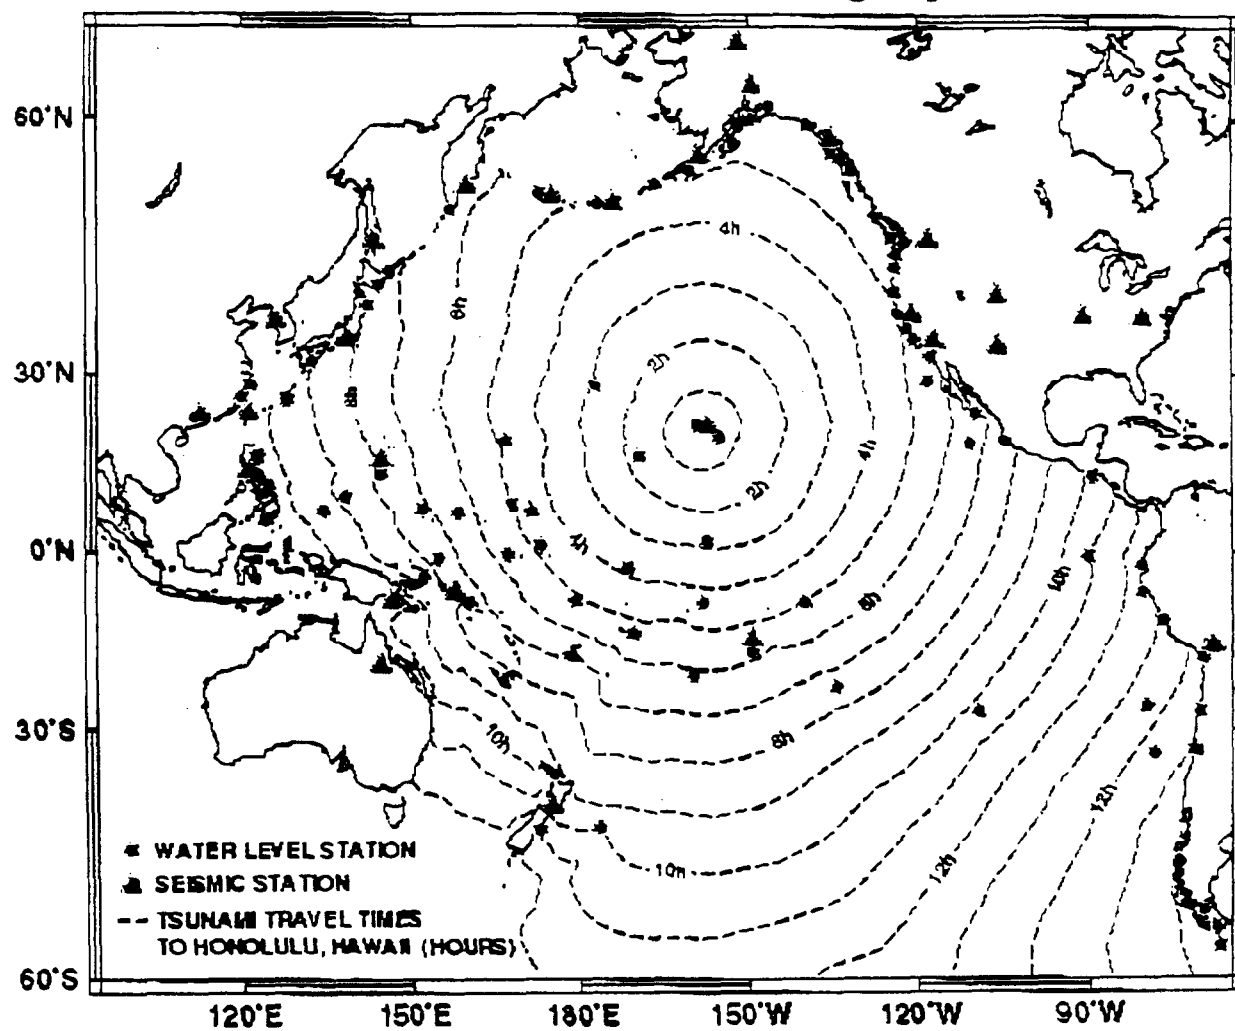 60°N
30°N
0°N
30°S
60°S
4h
6h
2h
8h
4h
2h
4h
6h
10h
10h
8h
12h
10h
12h
WATER LEVEL STATION
SEISMIC STATION
TSUNAMI TRAVEL TIMES
TO HONOLULU, HAWAII (HOURS)
120°E
150°E
180°E
150°W
120°W
90°W